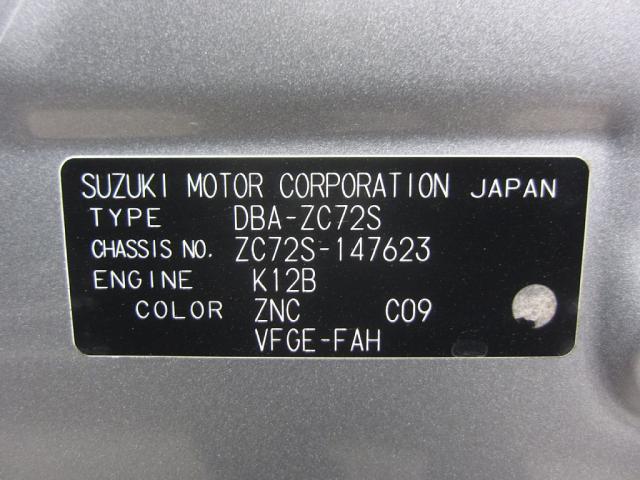 SUZUKI MOTOR CORPORATION JAPAN
TYPE DBA-ZC72S
CHASSIS NO. ZC72S-147623
ENGINE K12B
COLOR ZNC C09
VFGE-FAH